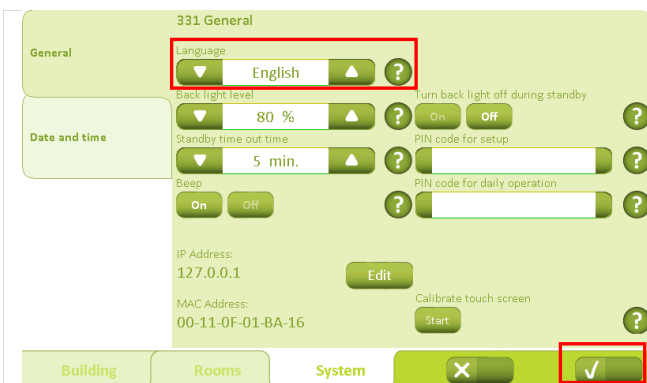 331 General
General
Language
English
?
Back light level
80 %
?
Turn back light off during standby
On Off
?
Date and time
Standby time out time
5 min.
?
PIN code for setup
?
Beep
On Off
?
PIN code for daily operation
?
IP Address:
127.0.0.1
Edit
MAC Address:
00-11-0F-01-BA-16
Calibrate touch screen
Start
?
Building Rooms System